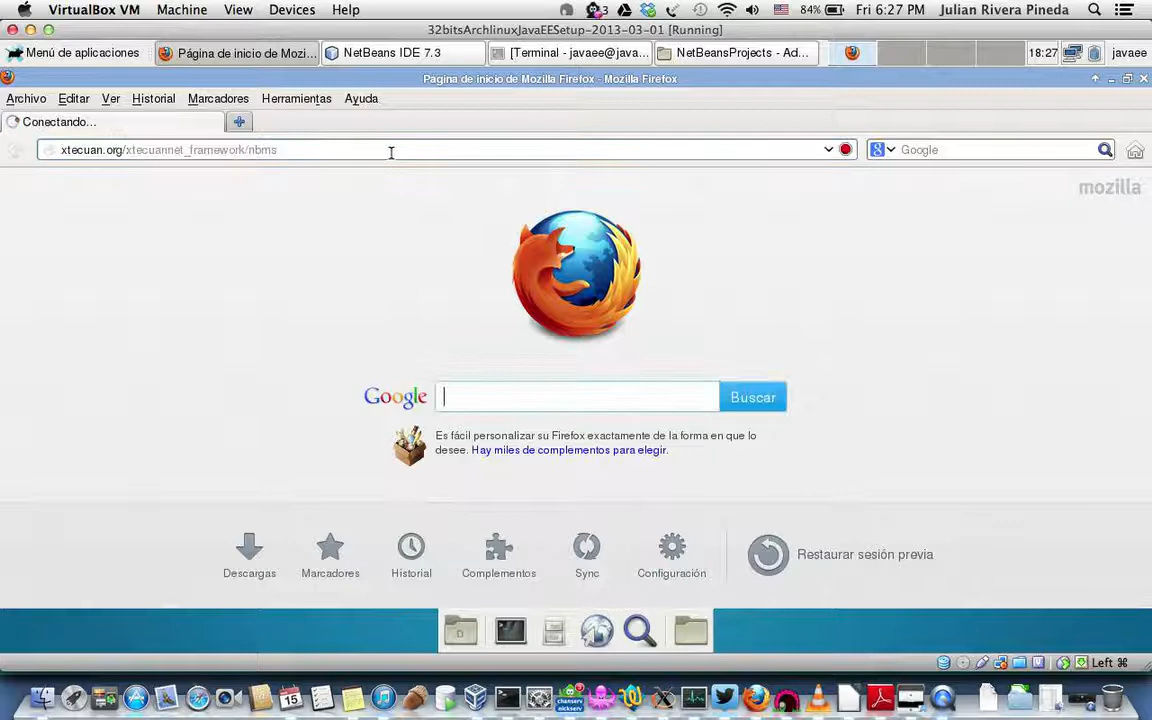 VirtualBox VM Machine View Devices Help 3 84% Fri 6:27 PM Julian Rivera Pineda
32bitsArchlinuxJavaEESetup-2013-03-01 [Running]
Menú de aplicaciones Página de inicio de Mozi... NetBeans IDE 7.3 [Terminal - javaee@java... NetBeansProjects - Ad... 18:27 javaee
Página de inicio de Mozilla Firefox - Mozilla Firefox
Archivo Editar Ver Historial Marcadores Herramientas Ayuda
Conectando...
xtecuan.org/xtecuannet_framework/nbms Google
mozilla
Google Buscar
Es fácil personalizar su Firefox exactamente de la forma en que lo
desee. Hay miles de complementos para elegir.
Descargas Marcadores Historial Complementos Sync Configuración Restaurar sesión previa
Left ⌘
15